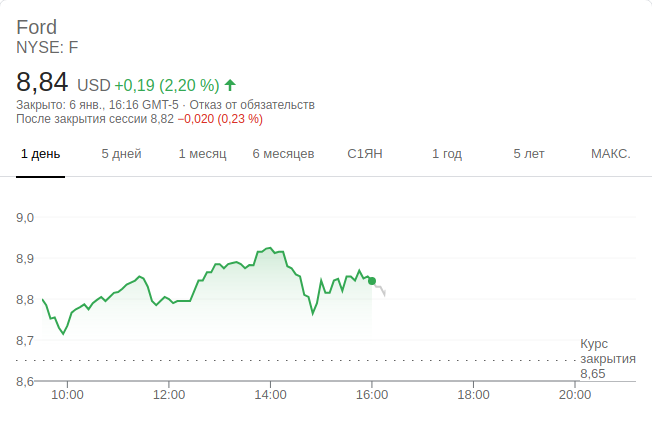 Ford
NYSE: F
8,84 USD +0,19 (2,20 %)
Закрыто: 6 янв., 16:16 GMT-5 · Отказ от обязательств
После закрытия сессии 8,82 −0,020 (0,23 %)
1 день 5 дней 1 месяц 6 месяцев С1ЯН 1 год 5 лет МАКС.
9,0
8,9
8,8
8,7
Курс
закрытия
8,65
8,6
10:00 12:00 14:00 16:00 18:00 20:00